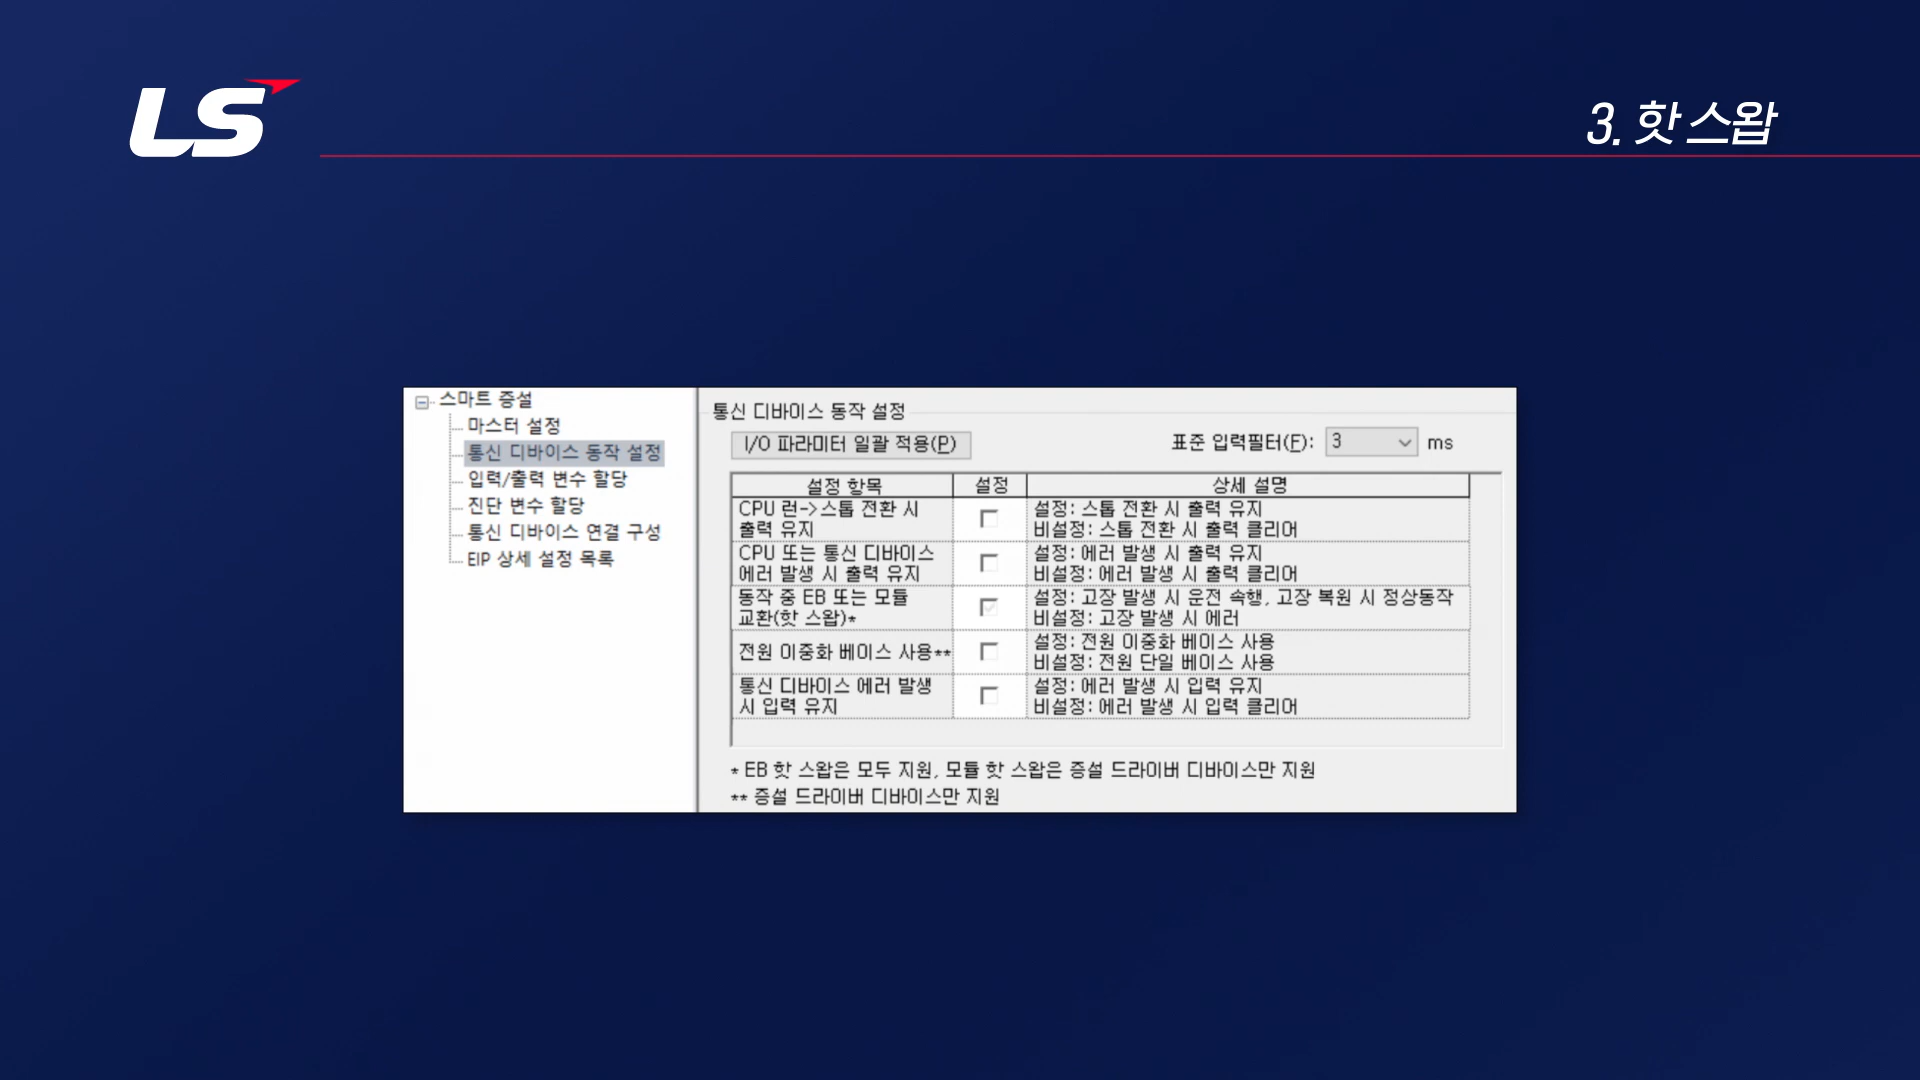 LS
3. 핫 스왑
스마트 증설
마스터 설정
통신 디바이스 동작 설정
입력/출력 변수 할당
진단 변수 할당
통신 디바이스 연결 구성
EIP 상세 설정 목록
통신 디바이스 동작 설정
I/O 파라미터 일괄 적용(P)
표준 입력필터(F): 3 ms
설정 항목 설정 상세 설명
CPU 런->스톱 전환 시
출력 유지
설정: 스톱 전환 시 출력 유지
비설정: 스톱 전환 시 출력 클리어
CPU 또는 통신 디바이스
에러 발생 시 출력 유지
설정: 에러 발생 시 출력 유지
비설정: 에러 발생 시 출력 클리어
동작 중 EB 또는 모듈
교환(핫 스왑)*
설정: 고장 발생 시 운전 속행, 고장 복원 시 정상동작
비설정: 고장 발생 시 에러
전원 이중화 베이스 사용**
설정: 전원 이중화 베이스 사용
비설정: 전원 단일 베이스 사용
통신 디바이스 에러 발생
시 입력 유지
설정: 에러 발생 시 입력 유지
비설정: 에러 발생 시 입력 클리어
* EB 핫 스왑은 모두 지원, 모듈 핫 스왑은 증설 드라이버 디바이스만 지원
** 증설 드라이버 디바이스만 지원